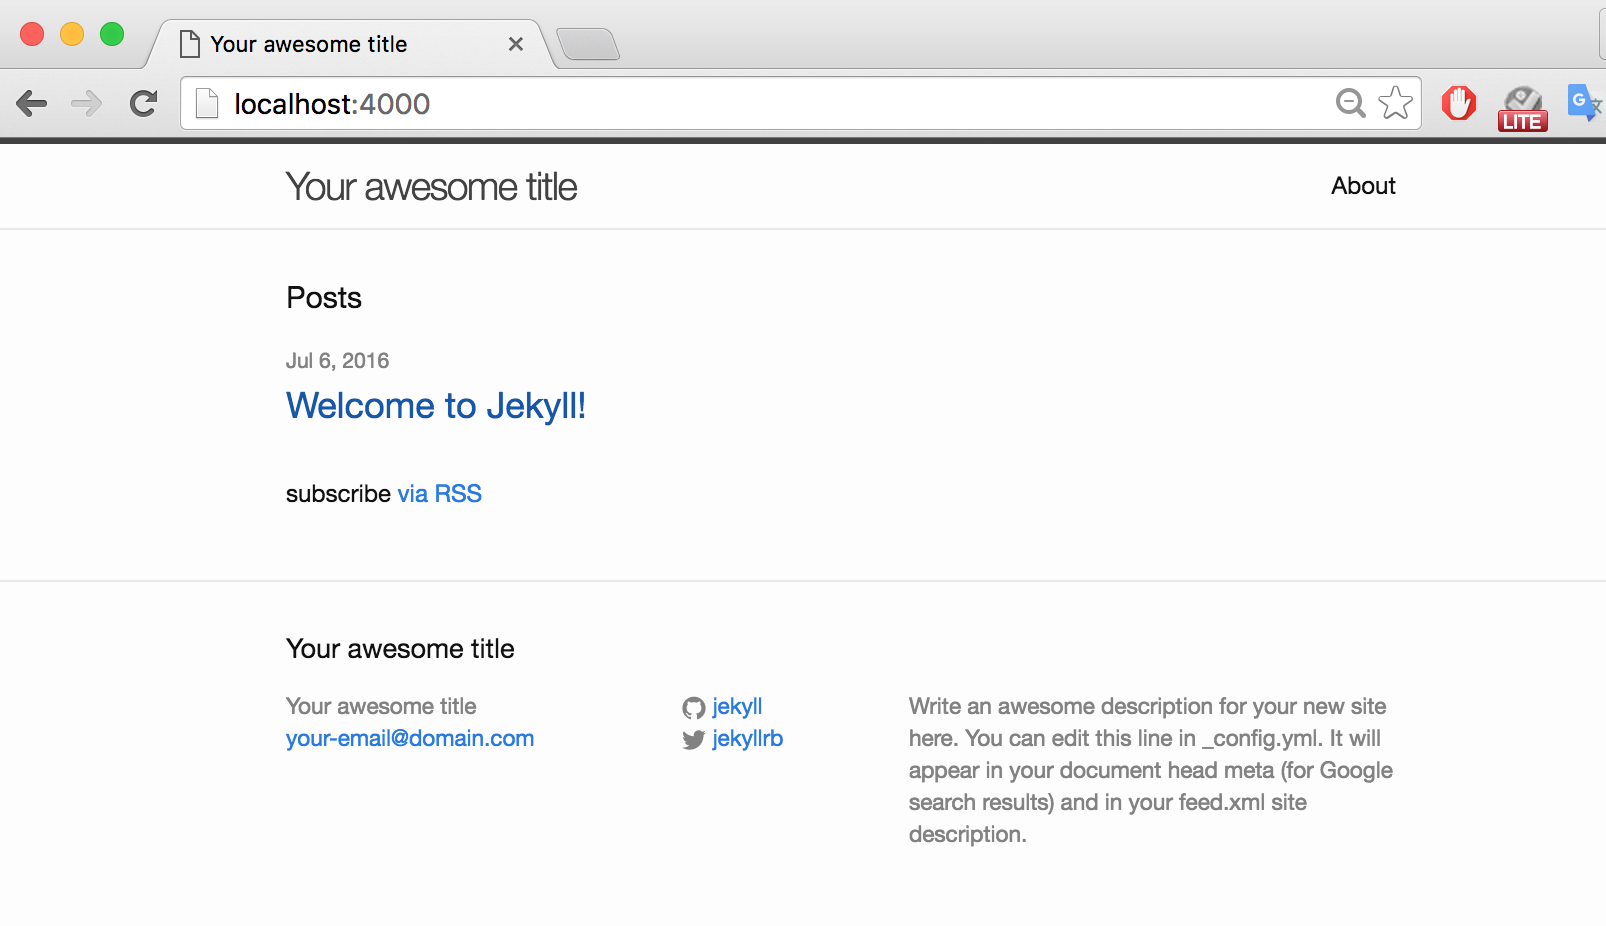 Your awesome title
localhost:4000
LITE
G
Your awesome title
About
Posts
Jul 6, 2016
Welcome to Jekyll!
subscribe via RSS
Your awesome title
Your awesome title
your-email@domain.com
jekyll
jekyllrb
Write an awesome description for your new site
here. You can edit this line in _config.yml. It will
appear in your document head meta (for Google
search results) and in your feed.xml site
description.